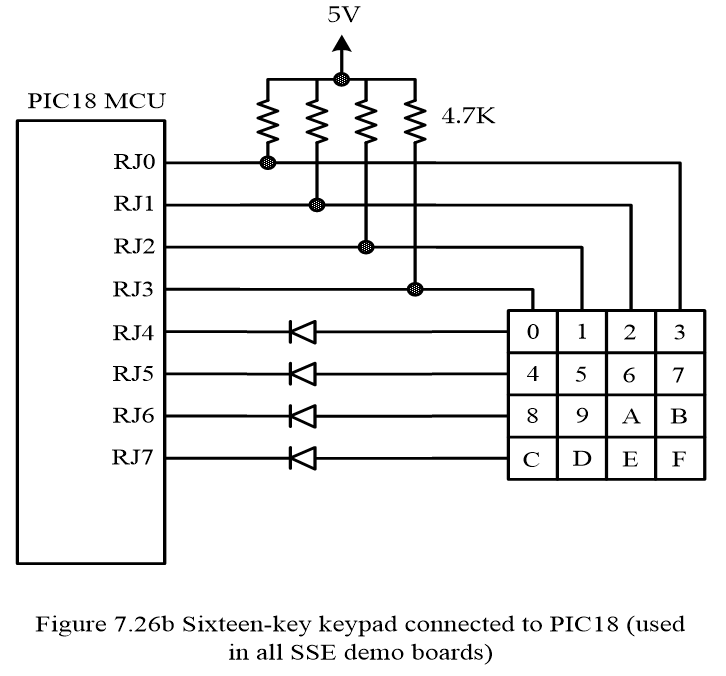 5V
PIC18 MCU
4.7K
RJ0
RJ1
RJ2
RJ3
RJ4
RJ5
RJ6
RJ7
0 1 2 3
4 5 6 7
8 9 A B
C D E F
Figure 7.26b Sixteen-key keypad connected to PIC18 (used
in all SSE demo boards)